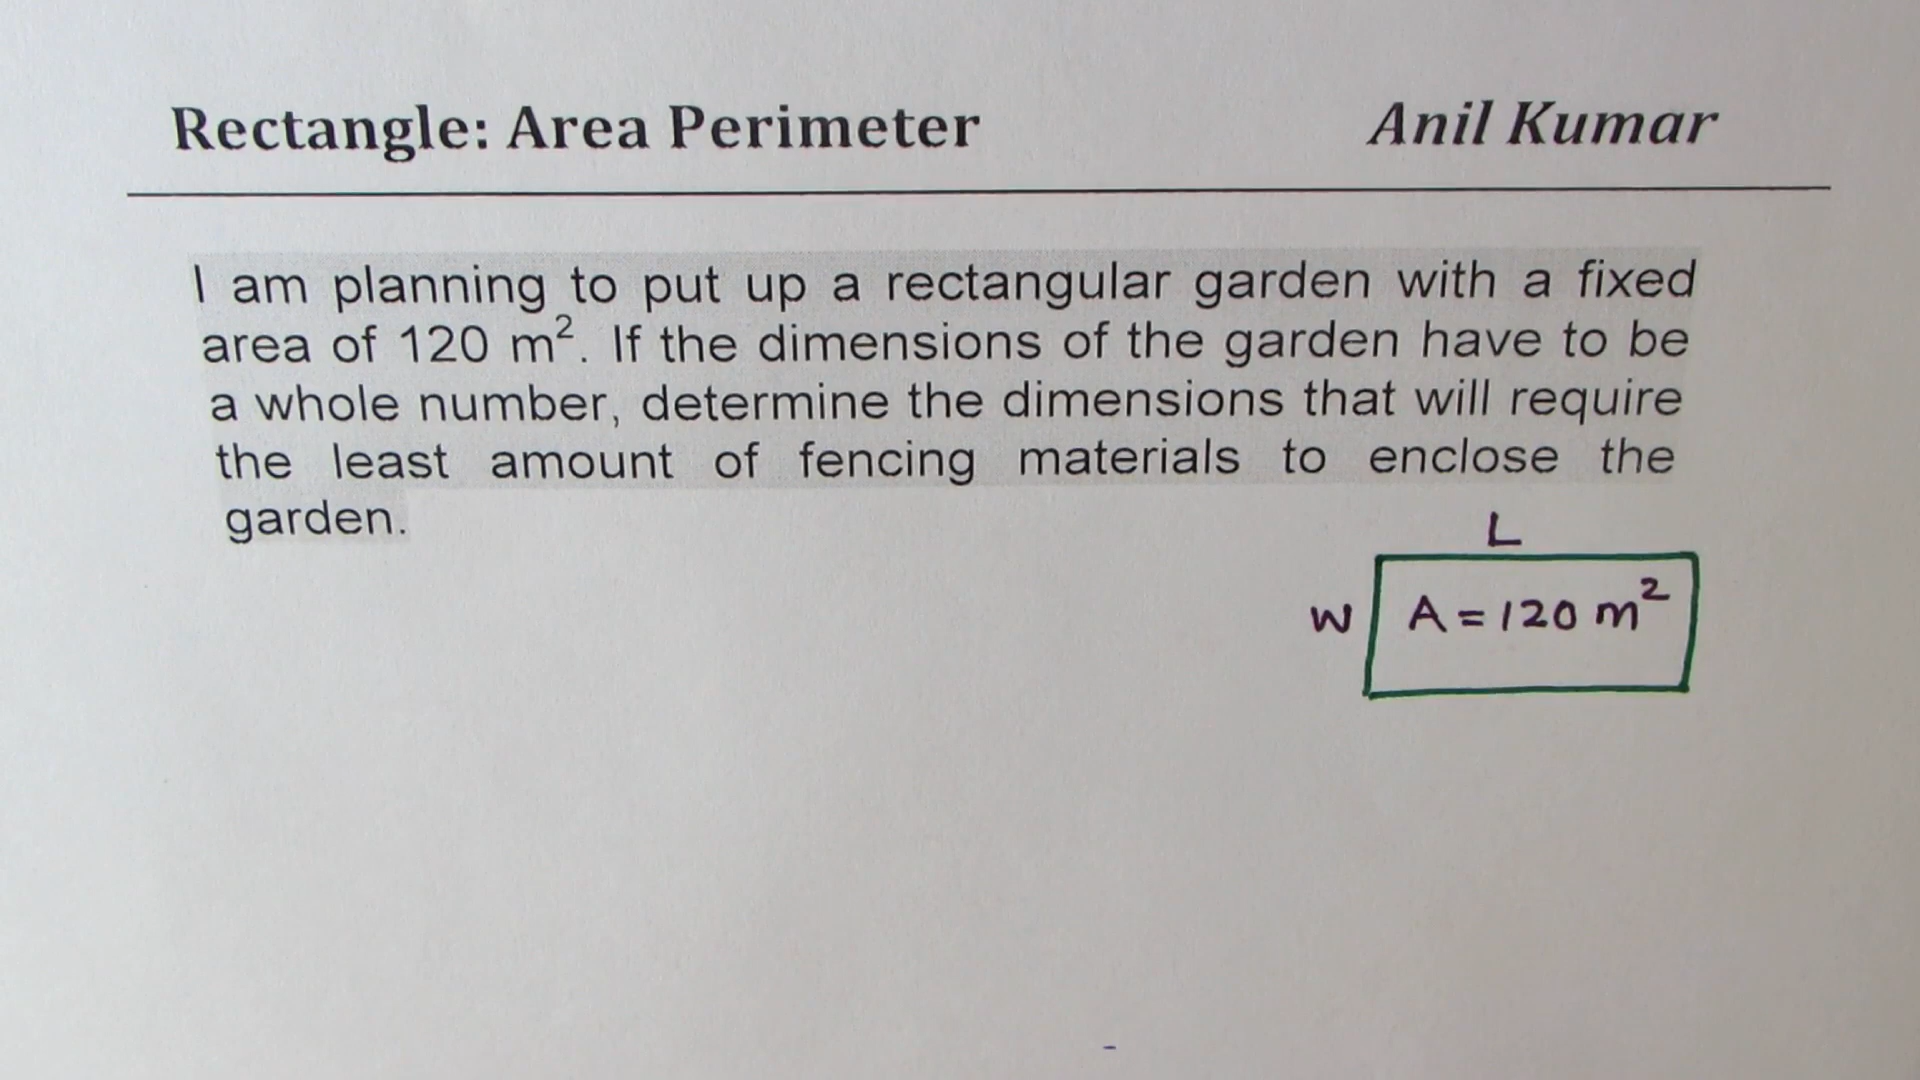 Rectangle: Area Perimeter Anil Kumar
I am planning to put up a rectangular garden with a fixed
area of 120 m². If the dimensions of the garden have to be
a whole number, determine the dimensions that will require
the least amount of fencing materials to enclose the
garden.
L
W A = 120 m²